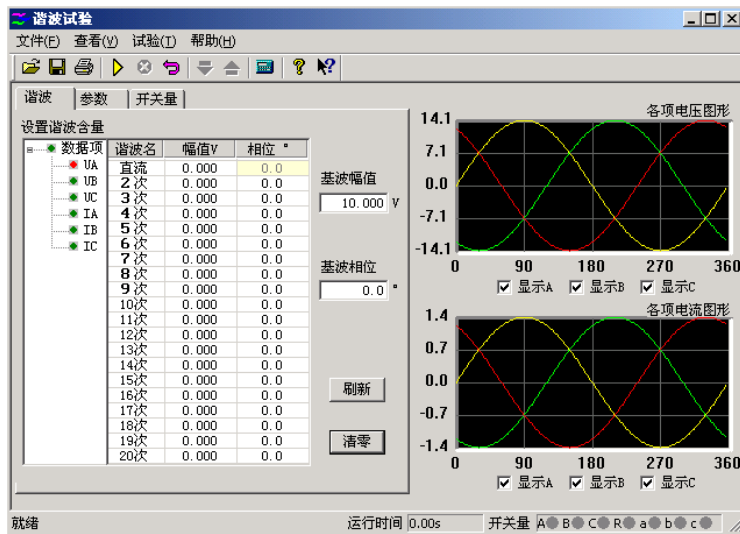 谐波试验
文件(F) 查看(V) 试验(T) 帮助(H)
谐波 参数 开关量
设置谐波含量
数据项
UA
UB
UC
IA
IB
IC
谐波名 幅值V 相位 °
直流 0.000 0.0
2次 0.000 0.0
3次 0.000 0.0
4次 0.000 0.0
5次 0.000 0.0
6次 0.000 0.0
7次 0.000 0.0
8次 0.000 0.0
9次 0.000 0.0
10次 0.000 0.0
11次 0.000 0.0
12次 0.000 0.0
13次 0.000 0.0
14次 0.000 0.0
15次 0.000 0.0
16次 0.000 0.0
17次 0.000 0.0
18次 0.000 0.0
19次 0.000 0.0
20次 0.000 0.0
基波幅值
10.000 V
基波相位
0.0 °
刷新
清零
各项电压图形
14.1
7.1
0.0
-7.1
-14.1
0 90 180 270 360
显示A 显示B 显示C
各项电流图形
1.4
0.7
0.0
-0.7
-1.4
0 90 180 270 360
显示A 显示B 显示C
就绪 运行时间 0.00s 开关量 A B C R a b c